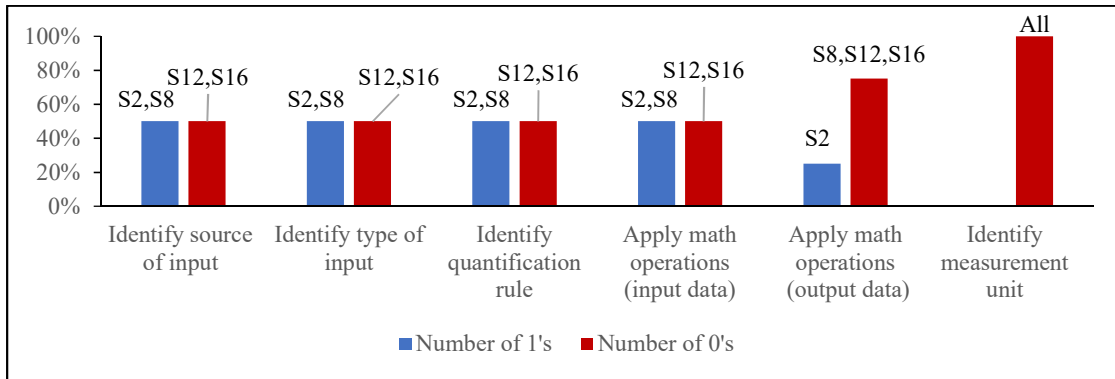 All
100%
S8,S12,S16
S12,S16
S12,S16
S12,S16
S12,S16
80%
S2,S8
S2,S8
S2,S8
S2,S8
60%
S2
40%
20%
0%
Identify source of input
Identify type of input
Identify quantification rule
Apply math operations (input data)
Apply math operations (output data)
Identify measurement unit
Number of 1's
Number of 0's